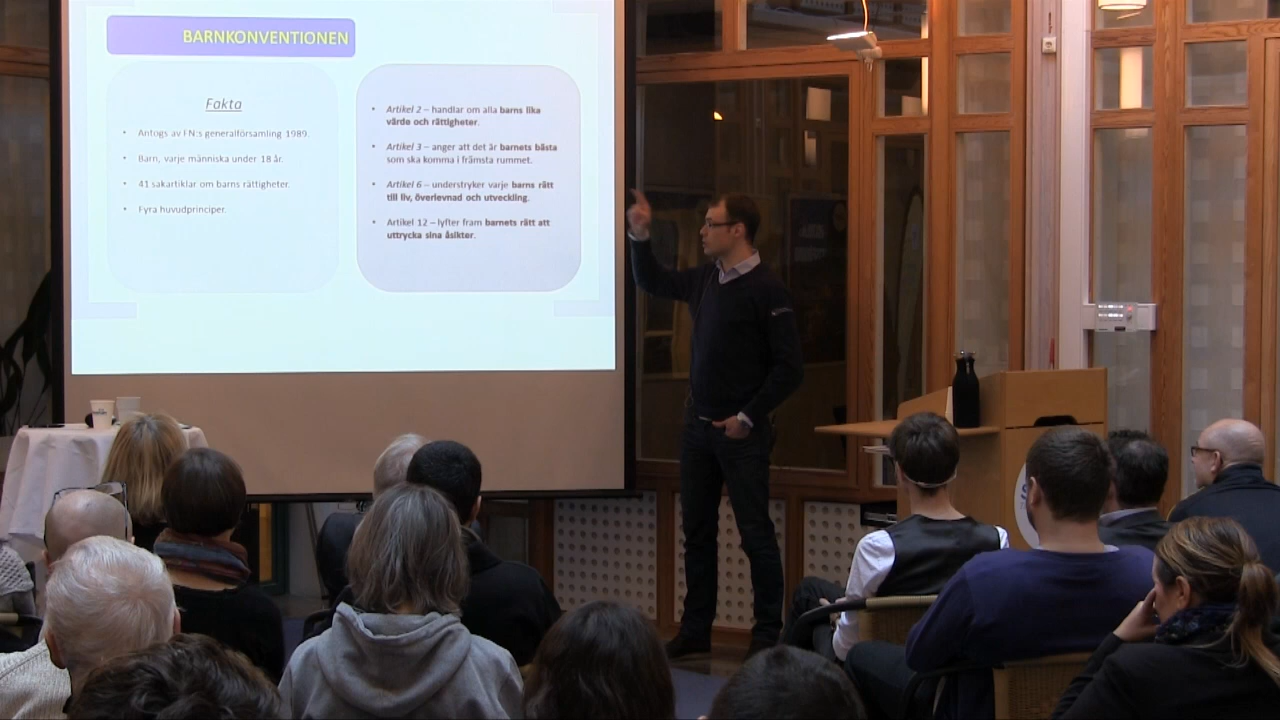 BARNKONVENTIONEN
Fakta
• Antogs av FN:s generalförsamling 1989.
• Barn, varje människa under 18 år.
• 41 sakartiklar om barns rättigheter.
• Fyra huvudprinciper.
• Artikel 2 – handlar om alla barns lika
värde och rättigheter.
• Artikel 3 – anger att det är barnets bästa
som ska komma i främsta rummet.
• Artikel 6 – understryker varje barns rätt
till liv, överlevnad och utveckling.
• Artikel 12 – lyfter fram barnets rätt att
uttrycka sina åsikter.